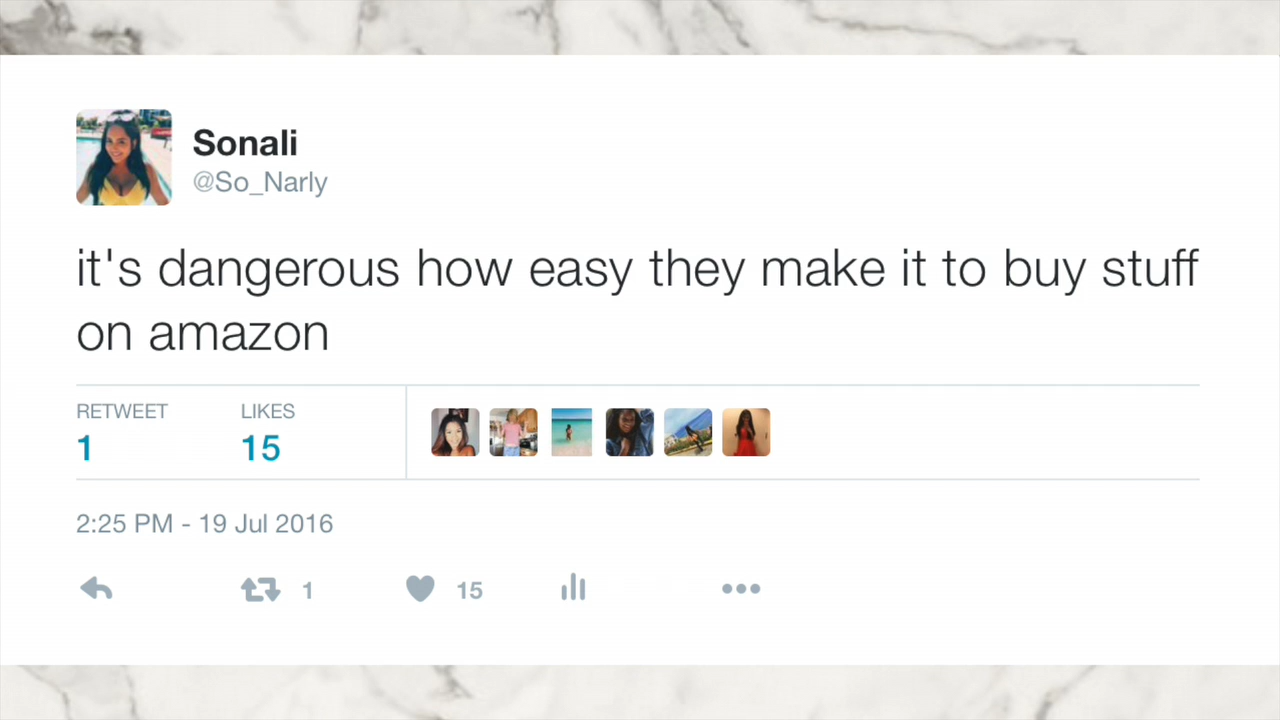 Sonali
@So_Narly
it's dangerous how easy they make it to buy stuff
on amazon
RETWEET LIKES
1 15
2:25 PM - 19 Jul 2016
1 15